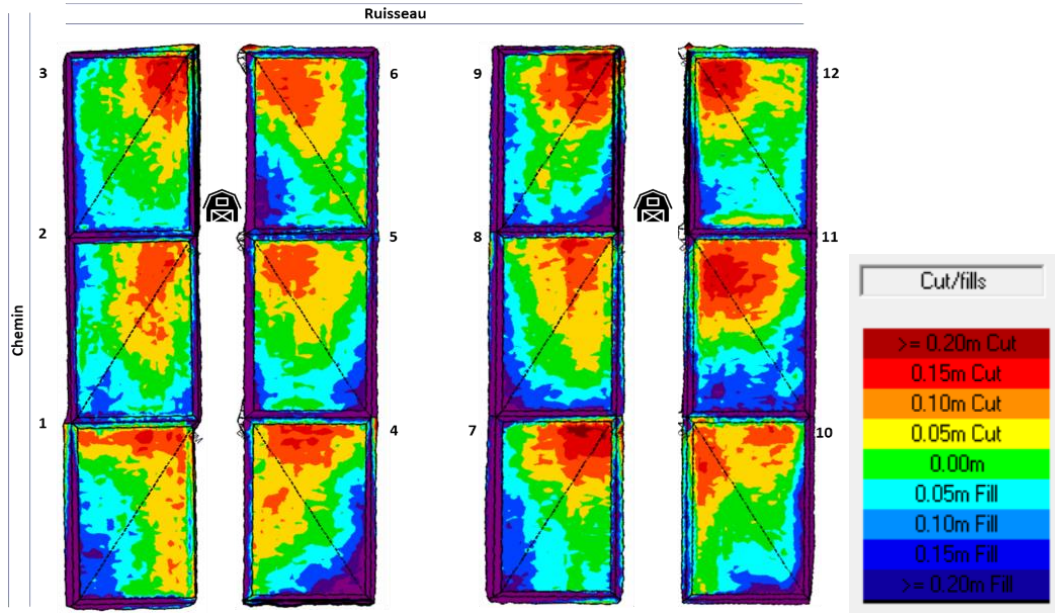 Ruisseau
Chemin
3
6
9
12
2
5
8
11
1
4
7
10
Cut/fills
>= 0.20m Cut
0.15m Cut
0.10m Cut
0.05m Cut
0.00m
0.05m Fill
0.10m Fill
0.15m Fill
>= 0.20m Fill